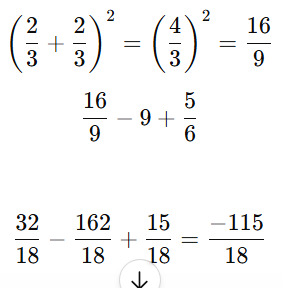 (2/3 + 2/3)² = (4/3)² = 16/9
16/9 − 9 + 5/6
32/18 − 162/18 + 15/18 = −115/18